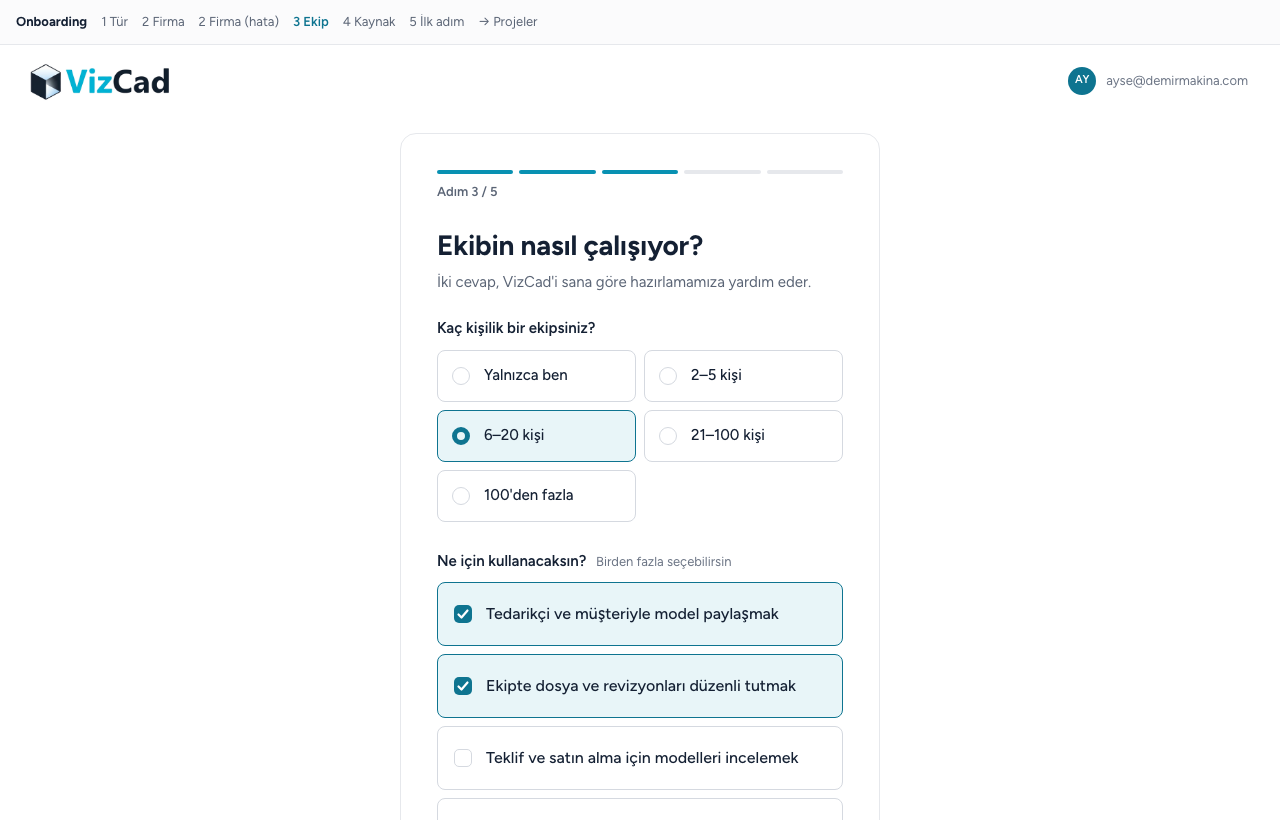 Onboarding 1 Tür 2 Firma 2 Firma (hata) 3 Ekip 4 Kaynak 5 İlk adım → Projeler
VizCad
AY ayse@demirmakina.com
Adım 3 / 5
Ekibin nasıl çalışıyor?
İki cevap, VizCad'i sana göre hazırlamamıza yardım eder.
Kaç kişilik bir ekipsiniz?
Yalnızca ben
2–5 kişi
6–20 kişi
21–100 kişi
100'den fazla
Ne için kullanacaksın? Birden fazla seçebilirsin
Tedarikçi ve müşteriyle model paylaşmak
Ekipte dosya ve revizyonları düzenli tutmak
Teklif ve satın alma için modelleri incelemek